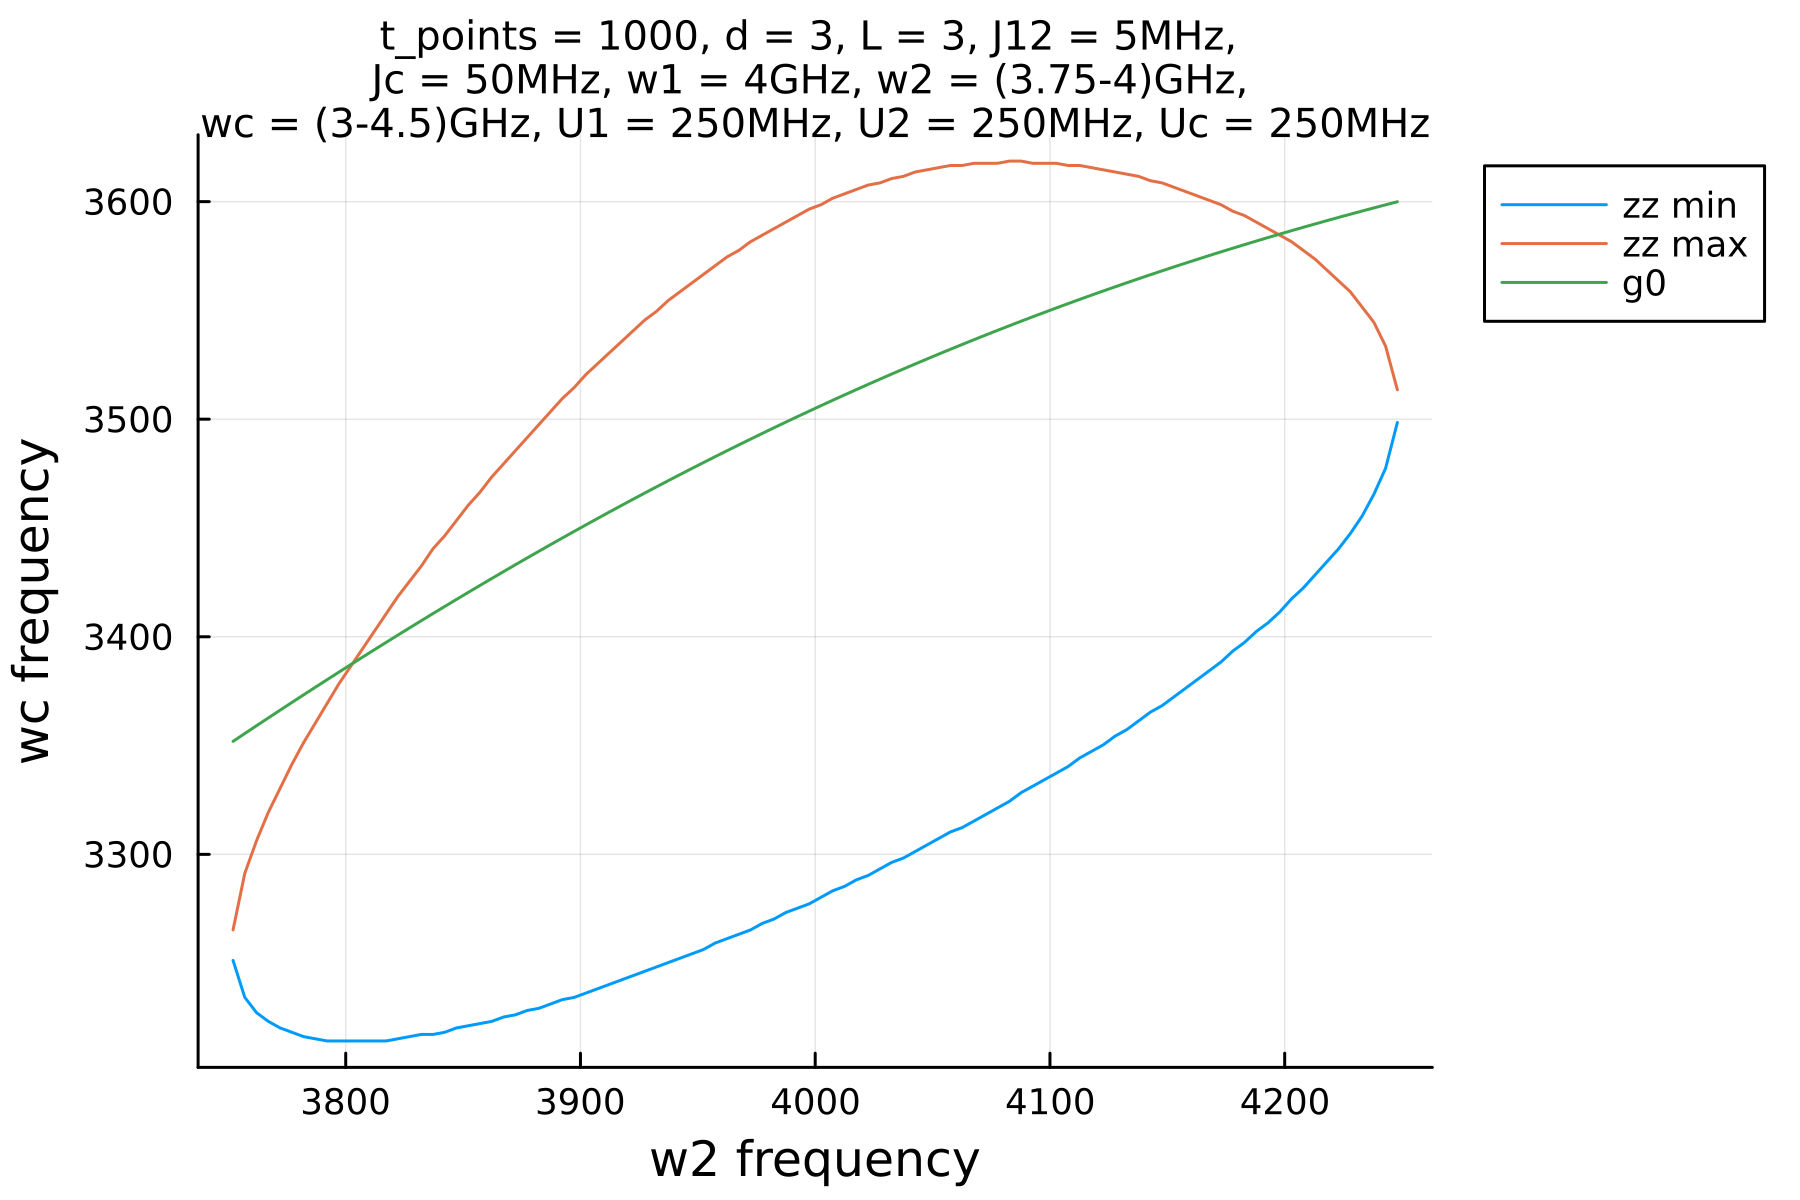 t_points = 1000, d = 3, L = 3, J12 = 5MHz,
Jc = 50MHz, w1 = 4GHz, w2 = (3.75-4)GHz,
wc = (3-4.5)GHz, U1 = 250MHz, U2 = 250MHz, Uc = 250MHz
zz min
zz max
g0
wc frequency
3600
3500
3400
3300
3800 3900 4000 4100 4200
w2 frequency